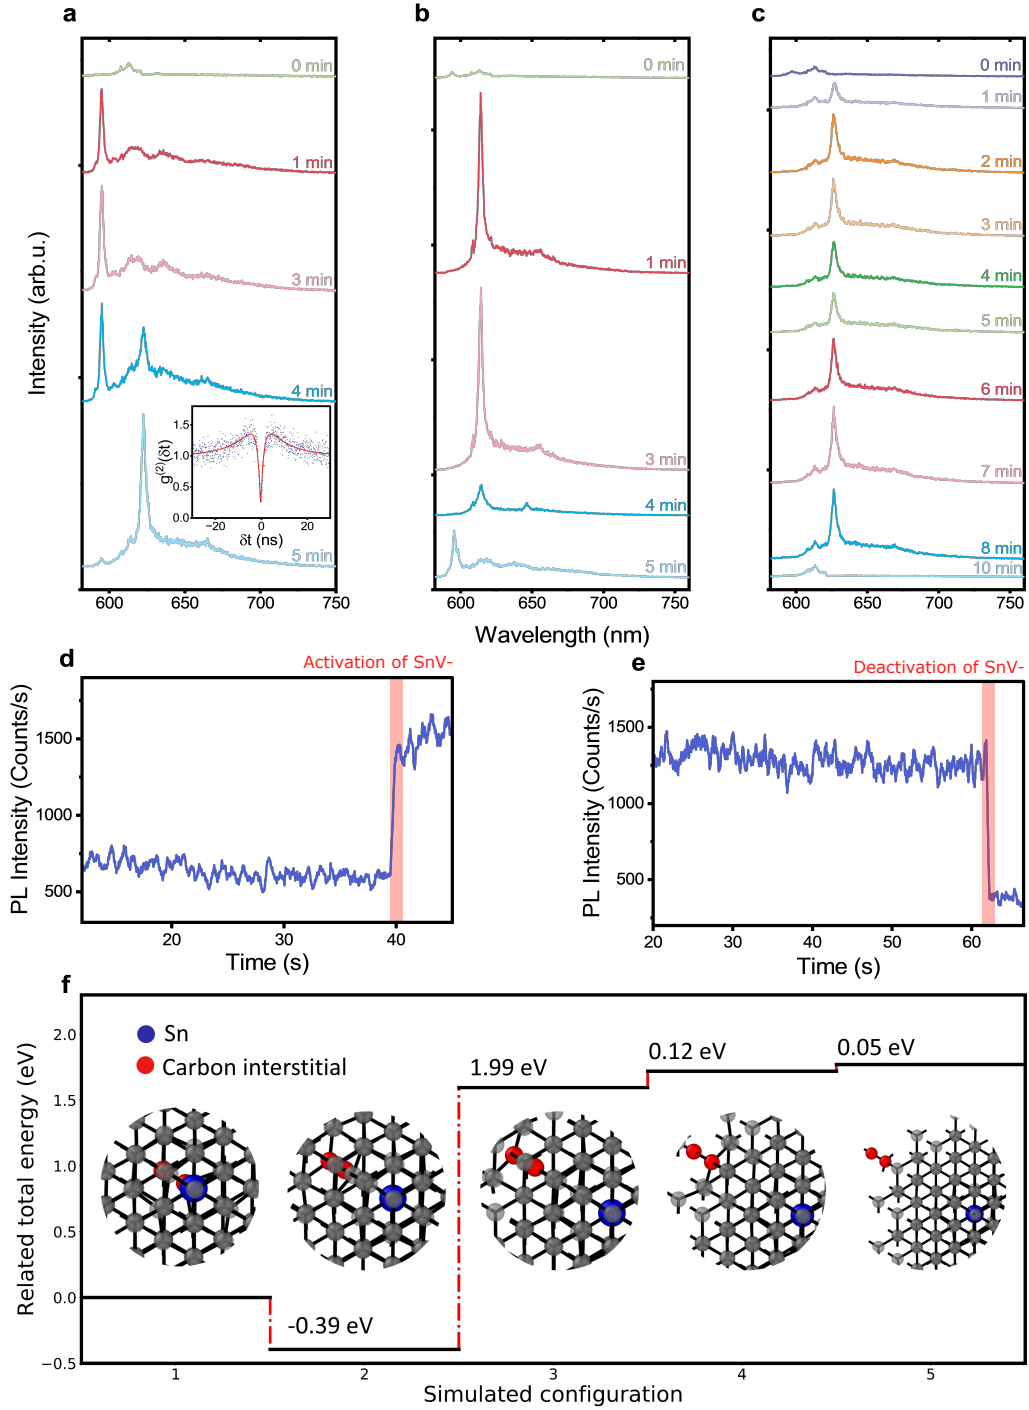 a
b
c
0 min
1 min
3 min
4 min
5 min
0 min
1 min
3 min
4 min
5 min
0 min
1 min
2 min
3 min
4 min
5 min
6 min
7 min
8 min
10 min
Intensity (arb.u.)
1.5
1.0
0.5
0.0
g(2)(δt)
−20
0
20
δt (ns)
600
650
700
750
600
650
700
750
600
650
700
750
Wavelength (nm)
d
Activation of SnV-
e
Deactivation of SnV-
PL Intensity (Counts/s)
1500
1000
500
20
30
40
Time (s)
PL Intensity (Counts/s)
1500
1000
500
20
30
40
50
60
Time (s)
f
Related total energy (eV)
2.0
1.5
1.0
0.5
0.0
−0.5
Sn
Carbon interstitial
-0.39 eV
1.99 eV
0.12 eV
0.05 eV
1
2
3
4
5
Simulated configuration